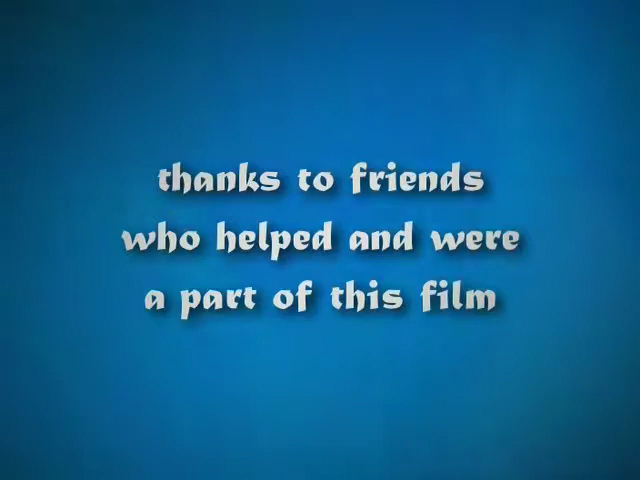 thanks to friends
who helped and were
a part of this film